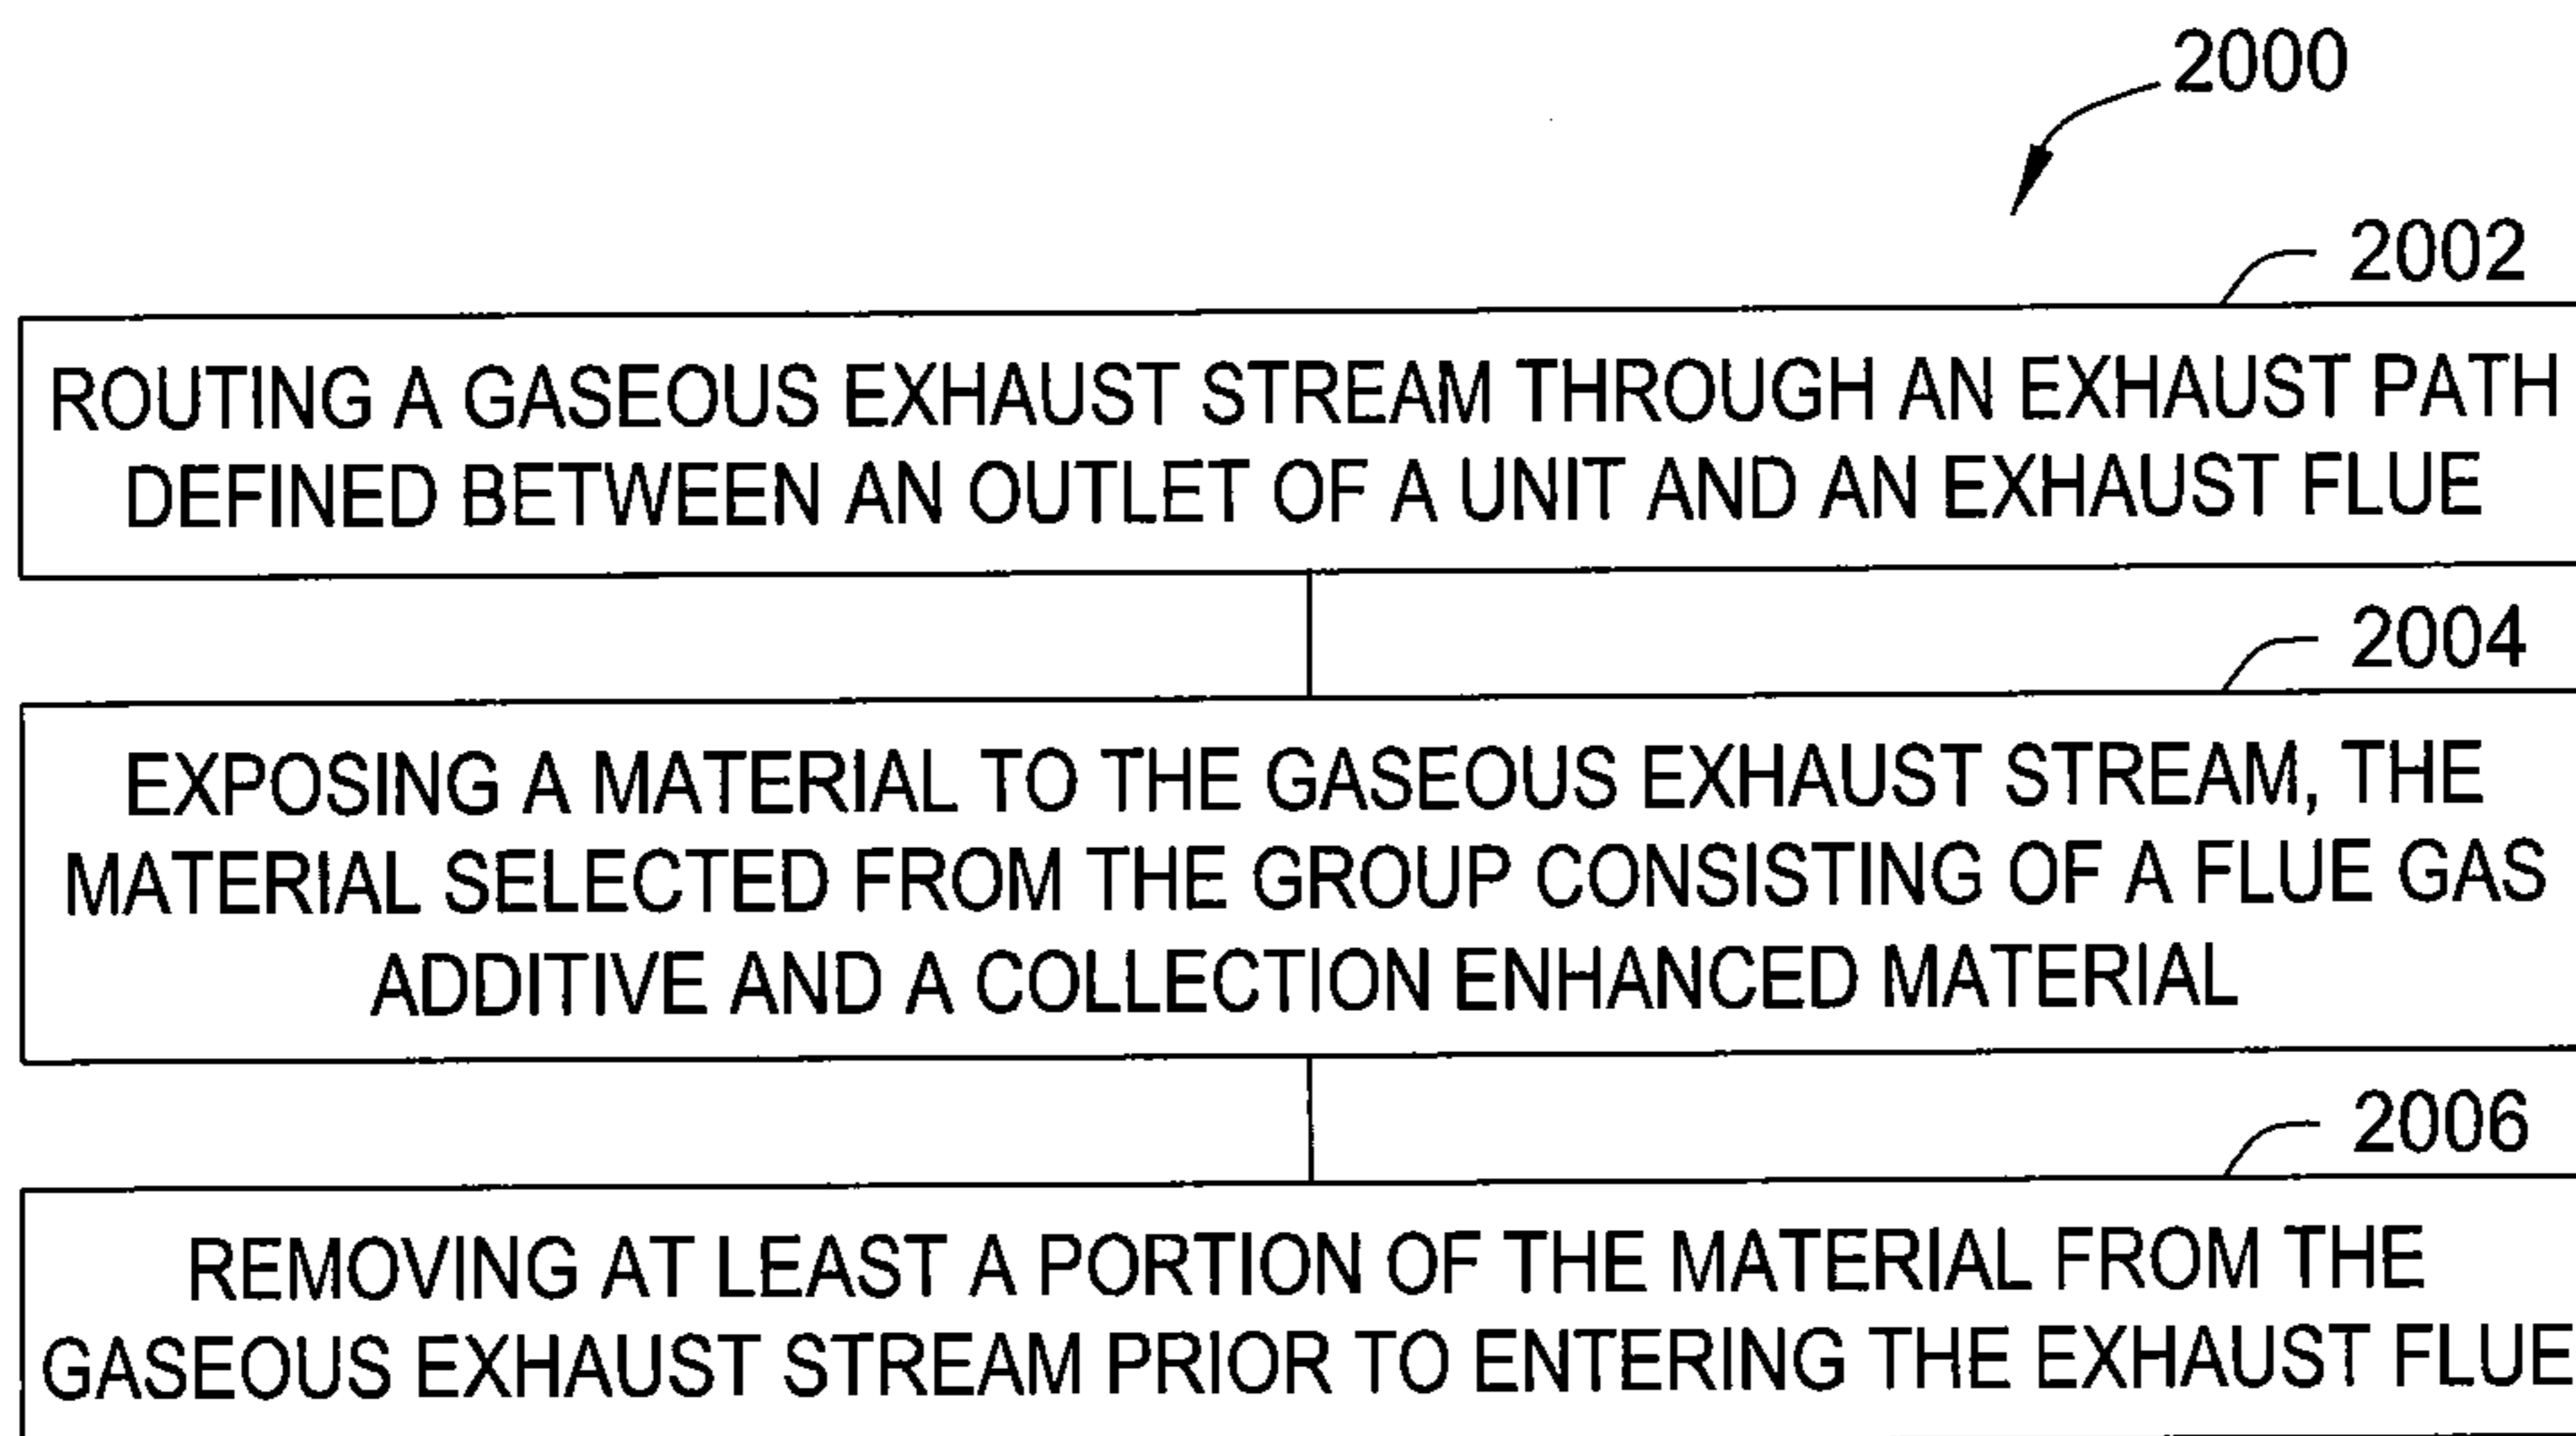 2000
2002
ROUTING A GASEOUS EXHAUST STREAM THROUGH AN EXHAUST PATH
DEFINED BETWEEN AN OUTLET OF A UNIT AND AN EXHAUST FLUE
2004
EXPOSING A MATERIAL TO THE GASEOUS EXHAUST STREAM, THE
MATERIAL SELECTED FROM THE GROUP CONSISTING OF A FLUE GAS
ADDITIVE AND A COLLECTION ENHANCED MATERIAL
2006
REMOVING AT LEAST A PORTION OF THE MATERIAL FROM THE
GASEOUS EXHAUST STREAM PRIOR TO ENTERING THE EXHAUST FLUE